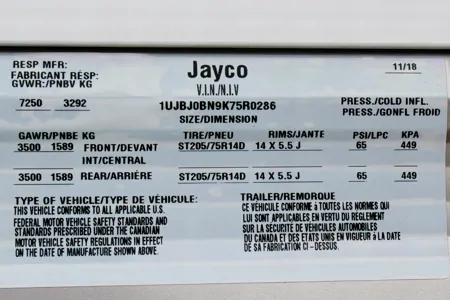 RESP MFR:
FABRICANT RÉSP:
GVWR:/PNBV KG
7250 3292
Jayco
V.I.N./N.I.V
1UJBJ0BN9K75R0286
SIZE/DIMENSION
11/18
PRESS./COLD INFL.
PRESS./GONFL FROID
GAWR/PNBE KG TIRE/PNEU RIMS/JANTE PSI/LPC KPA
3500 1589 FRONT/DEVANT ST205/75R14D 14 X 5.5 J 65 449
INT/CENTRAL
3500 1589 REAR/ARRIÈRE ST205/75R14D 14 X 5.5 J 65 449
TYPE OF VEHICLE/TYPE DE VÉHICULE:
THIS VEHICLE CONFORMS TO ALL APPLICABLE U.S.
FEDERAL MOTOR VEHICLE SAFETY STANDARDS AND
STANDARDS PRESCRIBED UNDER THE CANADIAN
MOTOR VEHICLE SAFETY REGULATIONS IN EFFECT
ON THE DATE OF MANUFACTURE SHOWN ABOVE.
TRAILER/REMORQUE
CE VÉHICULE CONFORME à TOUTES LES NORMES QUI
LUI SONT APPLICABLES EN VERTU DU RÈGLEMENT
SUR LA SÉCURITÉ DE VÉHICULES AUTOMOBILES
DU CANADA ET DES ETATS UNIS EN VIGUEUR à LA DATE
DE SA FABRICATION CI-DESSUS.